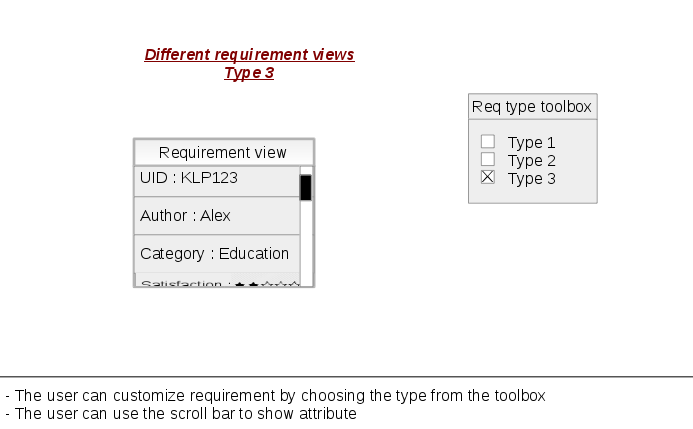 Different requirement views
Type 3
Req type toolbox
Type 1
Type 2
Type 3
Requirement view
UID : KLP123
Author : Alex
Category : Education
Satisfaction : ★★☆☆☆
- The user can customize requirement by choosing the type from the toolbox
- The user can use the scroll bar to show attribute